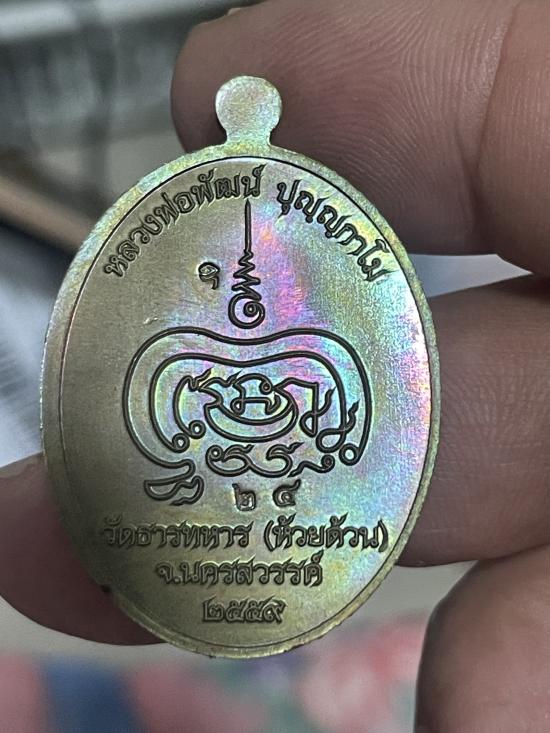 หลวงพ่อพัฒน์ ปุญฺญกาโม
๒ ๔
วัดธารทหาร (ห้วยด้วน)
จ.นครสวรรค์
๒๕๕๙